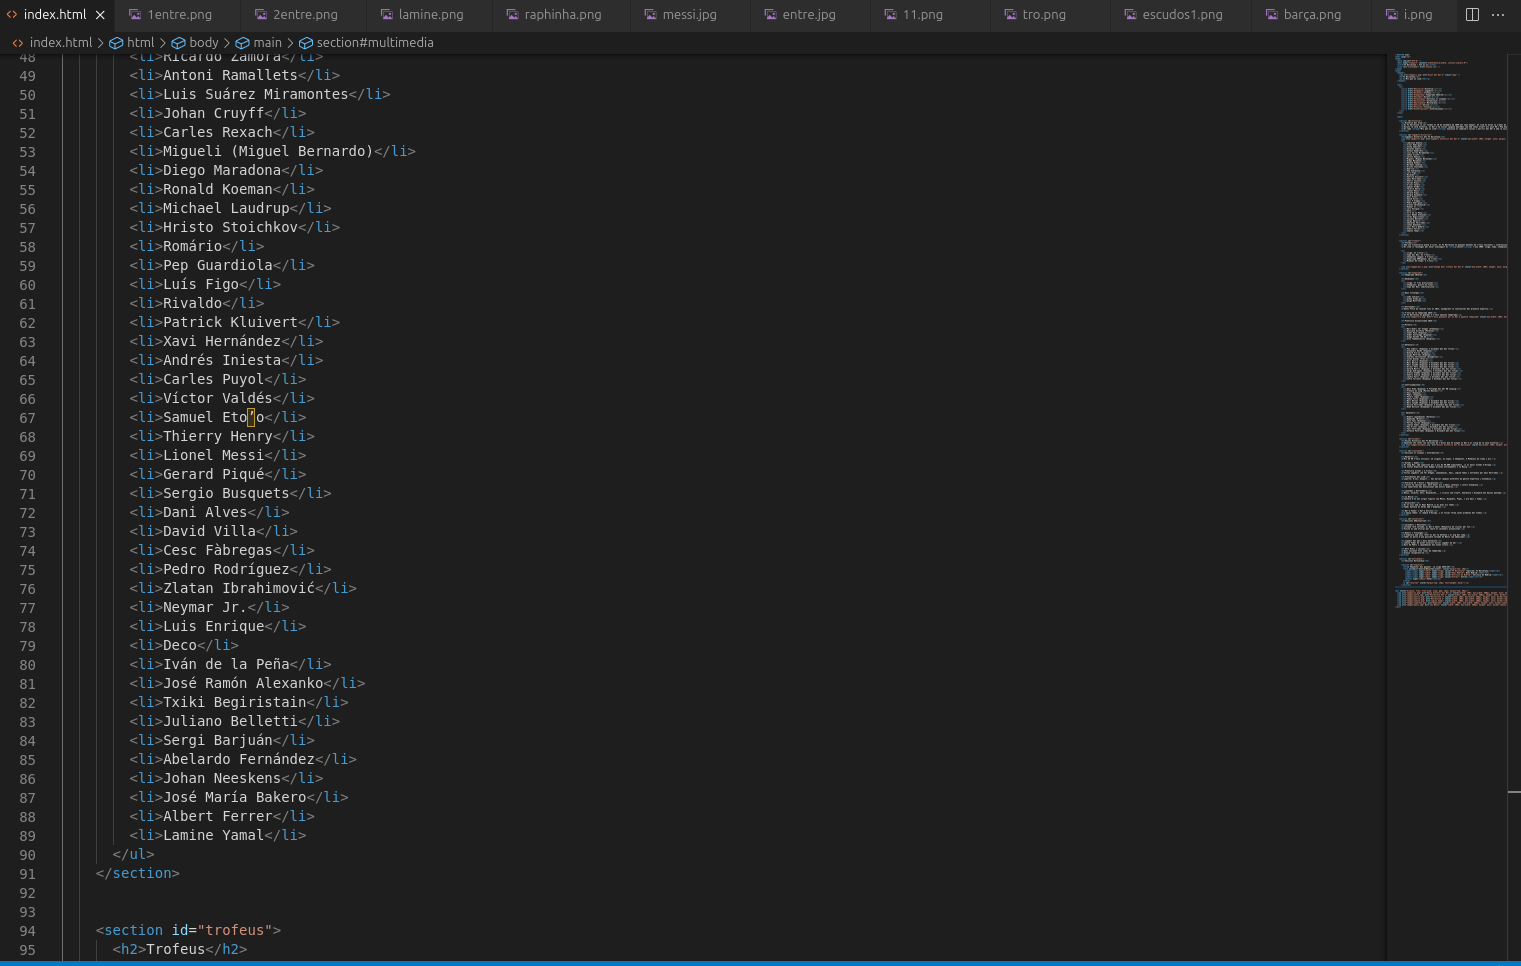 index.html 1entre.png 2entre.png lamine.png raphinha.png messi.jpg entre.jpg 11.png tro.png escudos1.png barça.png i.png
index.html > html > body > main > section#multimedia
48 <li>Ricardo Zamora</li>
49 <li>Antoni Ramallets</li>
50 <li>Luis Suárez Miramontes</li>
51 <li>Johan Cruyff</li>
52 <li>Carles Rexach</li>
53 <li>Migueli (Miguel Bernardo)</li>
54 <li>Diego Maradona</li>
55 <li>Ronald Koeman</li>
56 <li>Michael Laudrup</li>
57 <li>Hristo Stoichkov</li>
58 <li>Romário</li>
59 <li>Pep Guardiola</li>
60 <li>Luís Figo</li>
61 <li>Rivaldo</li>
62 <li>Patrick Kluivert</li>
63 <li>Xavi Hernández</li>
64 <li>Andrés Iniesta</li>
65 <li>Carles Puyol</li>
66 <li>Víctor Valdés</li>
67 <li>Samuel Eto’o</li>
68 <li>Thierry Henry</li>
69 <li>Lionel Messi</li>
70 <li>Gerard Piqué</li>
71 <li>Sergio Busquets</li>
72 <li>Dani Alves</li>
73 <li>David Villa</li>
74 <li>Cesc Fàbregas</li>
75 <li>Pedro Rodríguez</li>
76 <li>Zlatan Ibrahimović</li>
77 <li>Neymar Jr.</li>
78 <li>Luis Enrique</li>
79 <li>Deco</li>
80 <li>Iván de la Peña</li>
81 <li>José Ramón Alexanko</li>
82 <li>Txiki Begiristain</li>
83 <li>Juliano Belletti</li>
84 <li>Sergi Barjuán</li>
85 <li>Abelardo Fernández</li>
86 <li>Johan Neeskens</li>
87 <li>José María Bakero</li>
88 <li>Albert Ferrer</li>
89 <li>Lamine Yamal</li>
90 </ul>
91 </section>
92
93
94 <section id="trofeus">
95 <h2>Trofeus</h2>